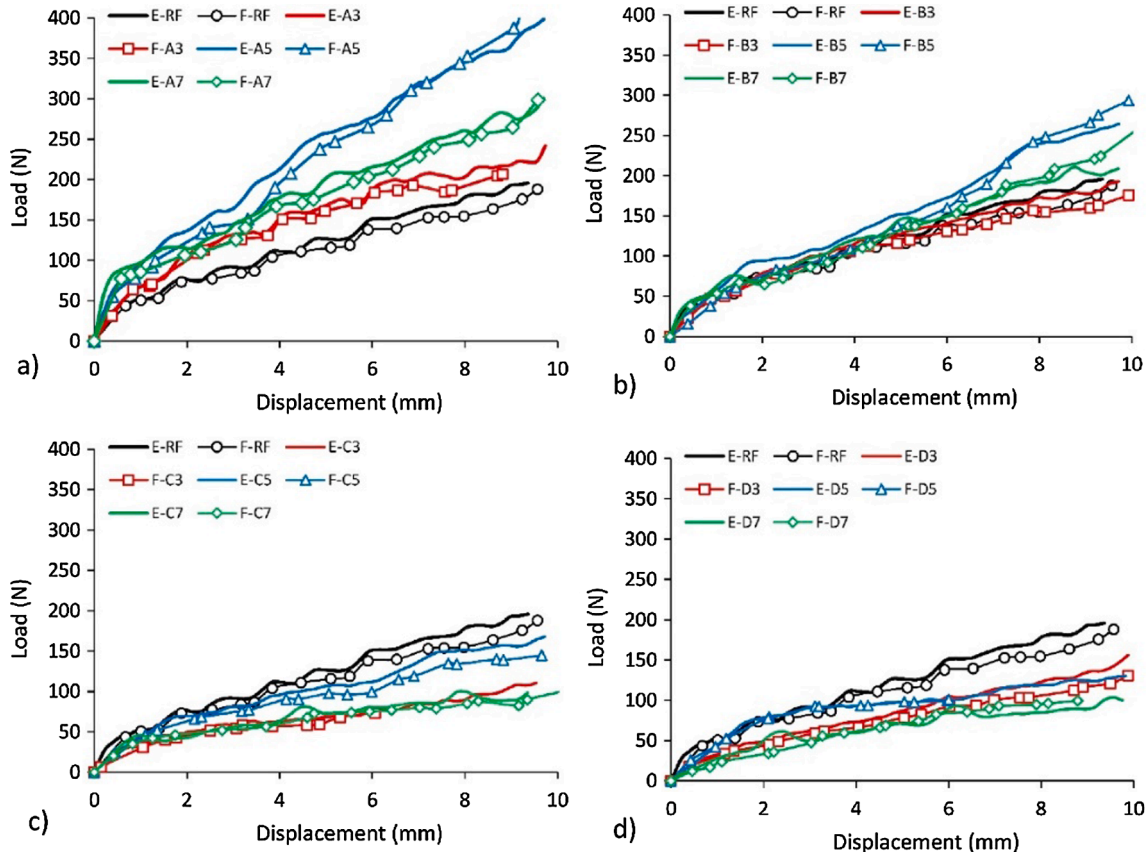 400
350
300
250
200
150
100
50
0
Load (N)
E-RF F-RF E-A3
F-A3 E-A5 F-A5
E-A7 F-A7
0 2 4 6 8 10
Displacement (mm)
a)
400
350
300
250
200
150
100
50
0
Load (N)
E-RF F-RF E-B3
F-B3 E-B5 F-B5
E-B7 F-B7
0 2 4 6 8 10
Displacement (mm)
b)
400
350
300
250
200
150
100
50
0
Load (N)
E-RF F-RF E-C3
F-C3 E-C5 F-C5
E-C7 F-C7
0 2 4 6 8 10
Displacement (mm)
c)
400
350
300
250
200
150
100
50
0
Load (N)
E-RF F-RF E-D3
F-D3 E-D5 F-D5
E-D7 F-D7
0 2 4 6 8 10
Displacement (mm)
d)